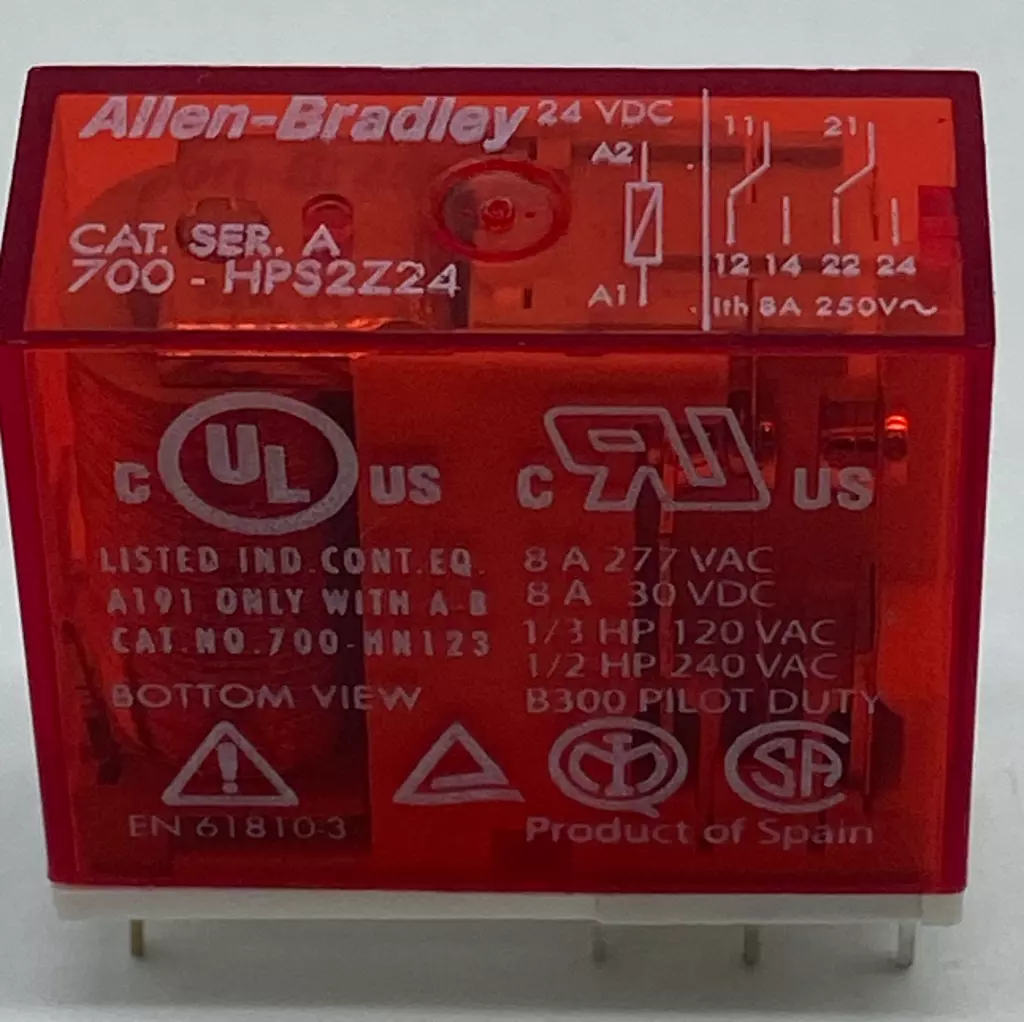 Allen-Bradley 24 VDC
CAT. SER. A
700 - HPS2Z24
A2
A1
11 21
12 14 22 24
Ith 8A 250V~
C UL US
C RU US
LISTED IND.CONT.EQ.
A191 ONLY WITH A-B
CAT.NO.700-HN123
BOTTOM VIEW
8 A 277 VAC
8 A 30 VDC
1/3 HP 120 VAC
1/2 HP 240 VAC
B300 PILOT DUTY
EN 61810-3
SA
Product of Spain